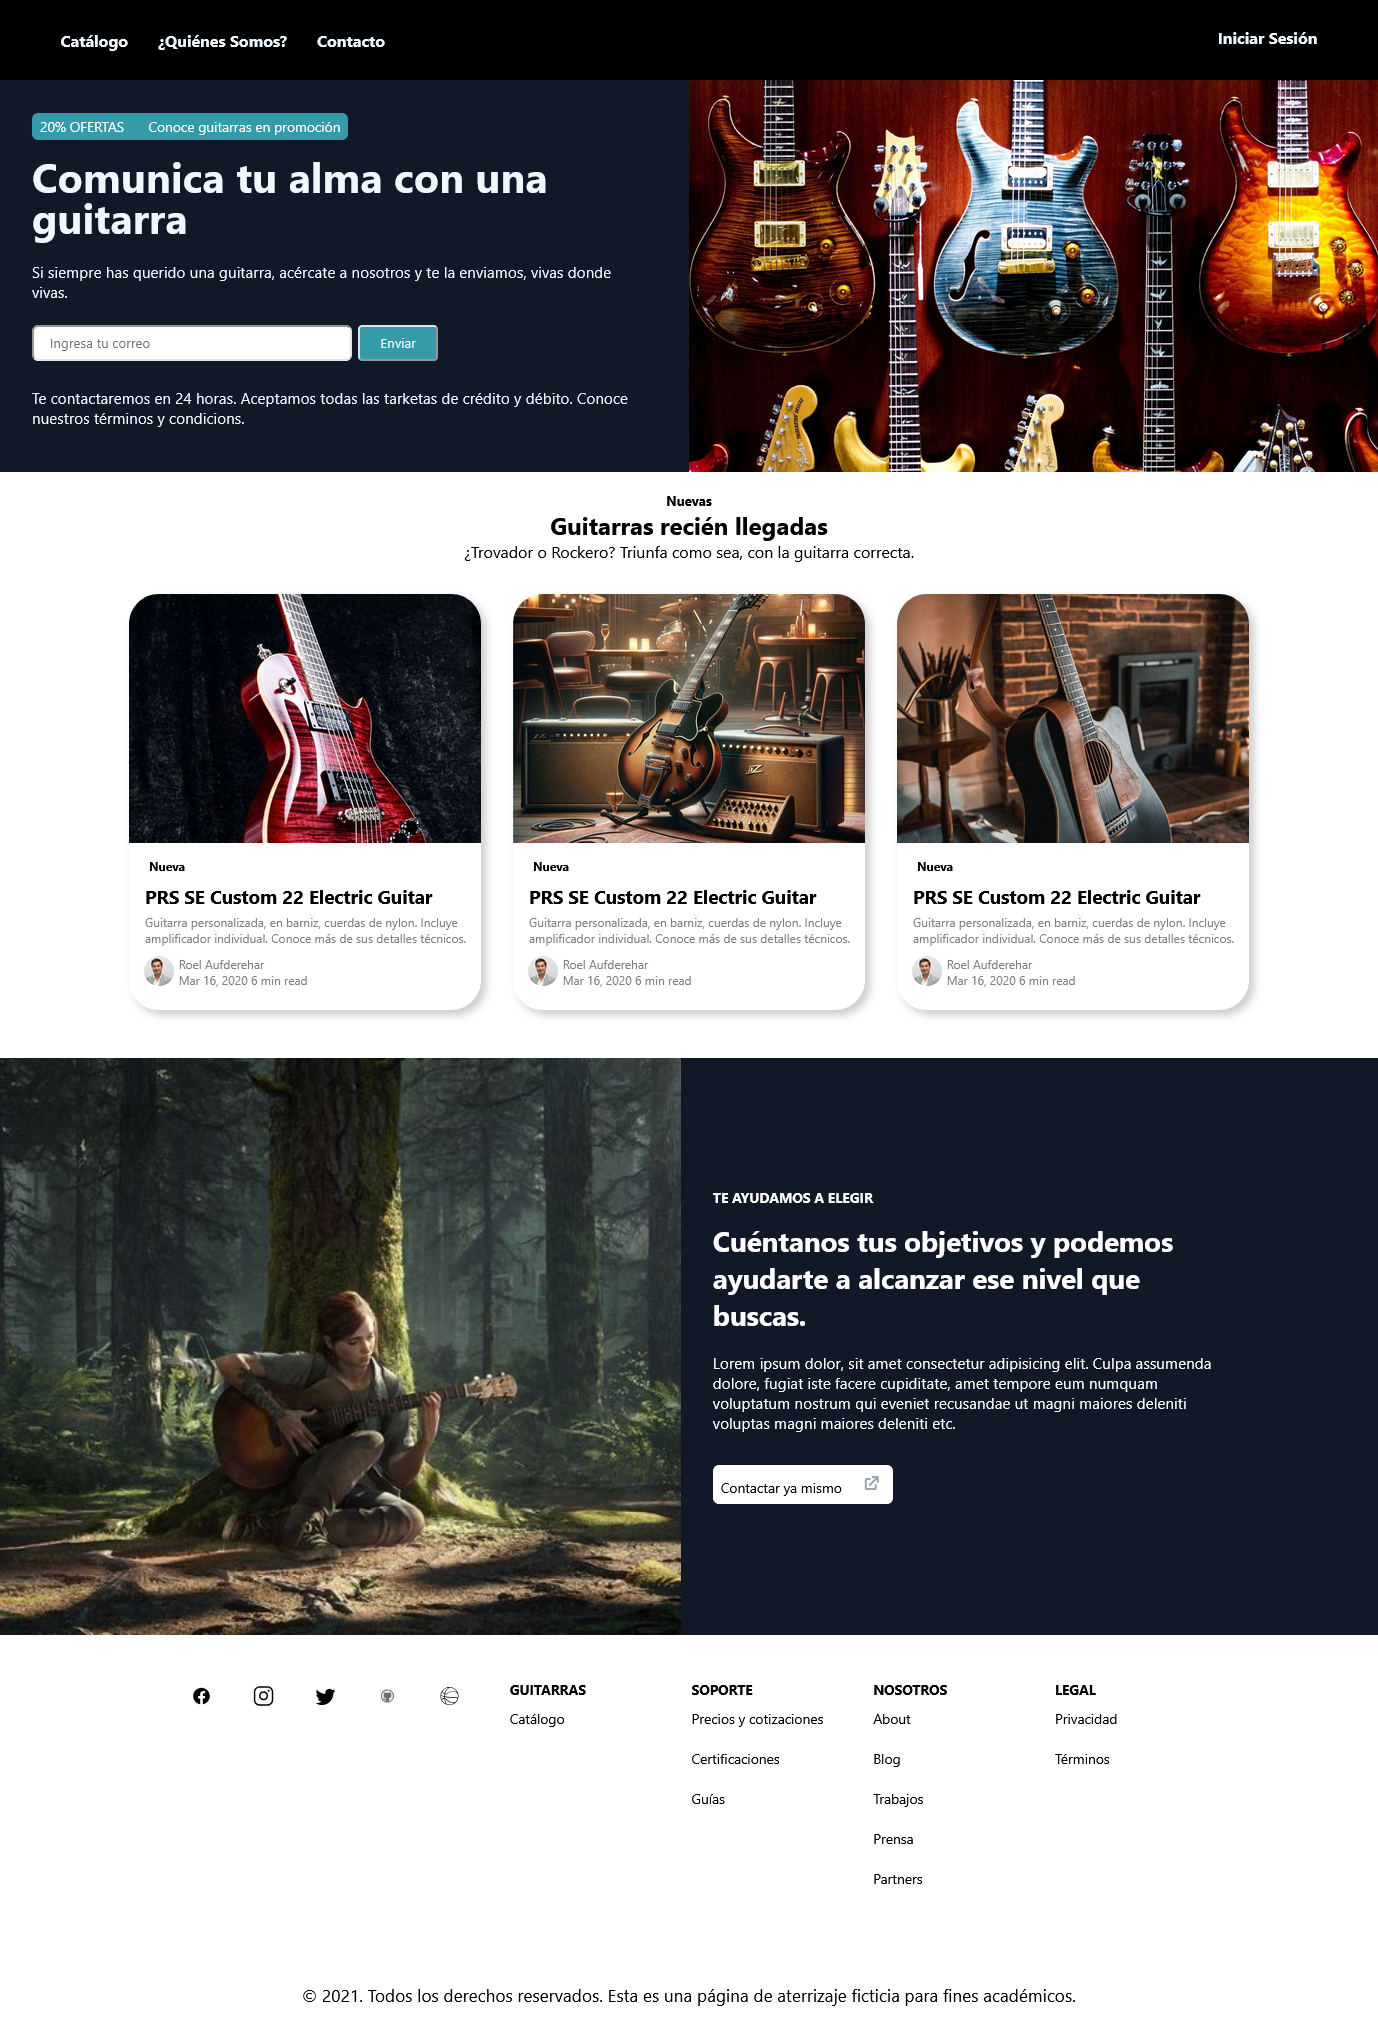 Catálogo ¿Quiénes Somos? Contacto Iniciar Sesión
20% OFERTAS Conoce guitarras en promoción
Comunica tu alma con una
guitarra
Si siempre has querido una guitarra, acércate a nosotros y te la enviamos, vivas donde
vivas.
Ingresa tu correo Enviar
Te contactaremos en 24 horas. Aceptamos todas las tarketas de crédito y débito. Conoce
nuestros términos y condicions.
Nuevas
Guitarras recién llegadas
¿Trovador o Rockero? Triunfa como sea, con la guitarra correcta.
Nueva
PRS SE Custom 22 Electric Guitar
Guitarra personalizada, en barniz, cuerdas de nylon. Incluye
amplificador individual. Conoce más de sus detalles técnicos.
Roel Aufderehar
Mar 16, 2020 6 min read
Nueva
PRS SE Custom 22 Electric Guitar
Guitarra personalizada, en barniz, cuerdas de nylon. Incluye
amplificador individual. Conoce más de sus detalles técnicos.
Roel Aufderehar
Mar 16, 2020 6 min read
Nueva
PRS SE Custom 22 Electric Guitar
Guitarra personalizada, en barniz, cuerdas de nylon. Incluye
amplificador individual. Conoce más de sus detalles técnicos.
Roel Aufderehar
Mar 16, 2020 6 min read
TE AYUDAMOS A ELEGIR
Cuéntanos tus objetivos y podemos
ayudarte a alcanzar ese nivel que
buscas.
Lorem ipsum dolor, sit amet consectetur adipisicing elit. Culpa assumenda
dolore, fugiat iste facere cupiditate, amet tempore eum numquam
voluptatum nostrum qui eveniet recusandae ut magni maiores deleniti
voluptas magni maiores deleniti etc.
Contactar ya mismo
GUITARRAS
Catálogo
SOPORTE
Precios y cotizaciones
Certificaciones
Guías
NOSOTROS
About
Blog
Trabajos
Prensa
Partners
LEGAL
Privacidad
Términos
© 2021. Todos los derechos reservados. Esta es una página de aterrizaje ficticia para fines académicos.